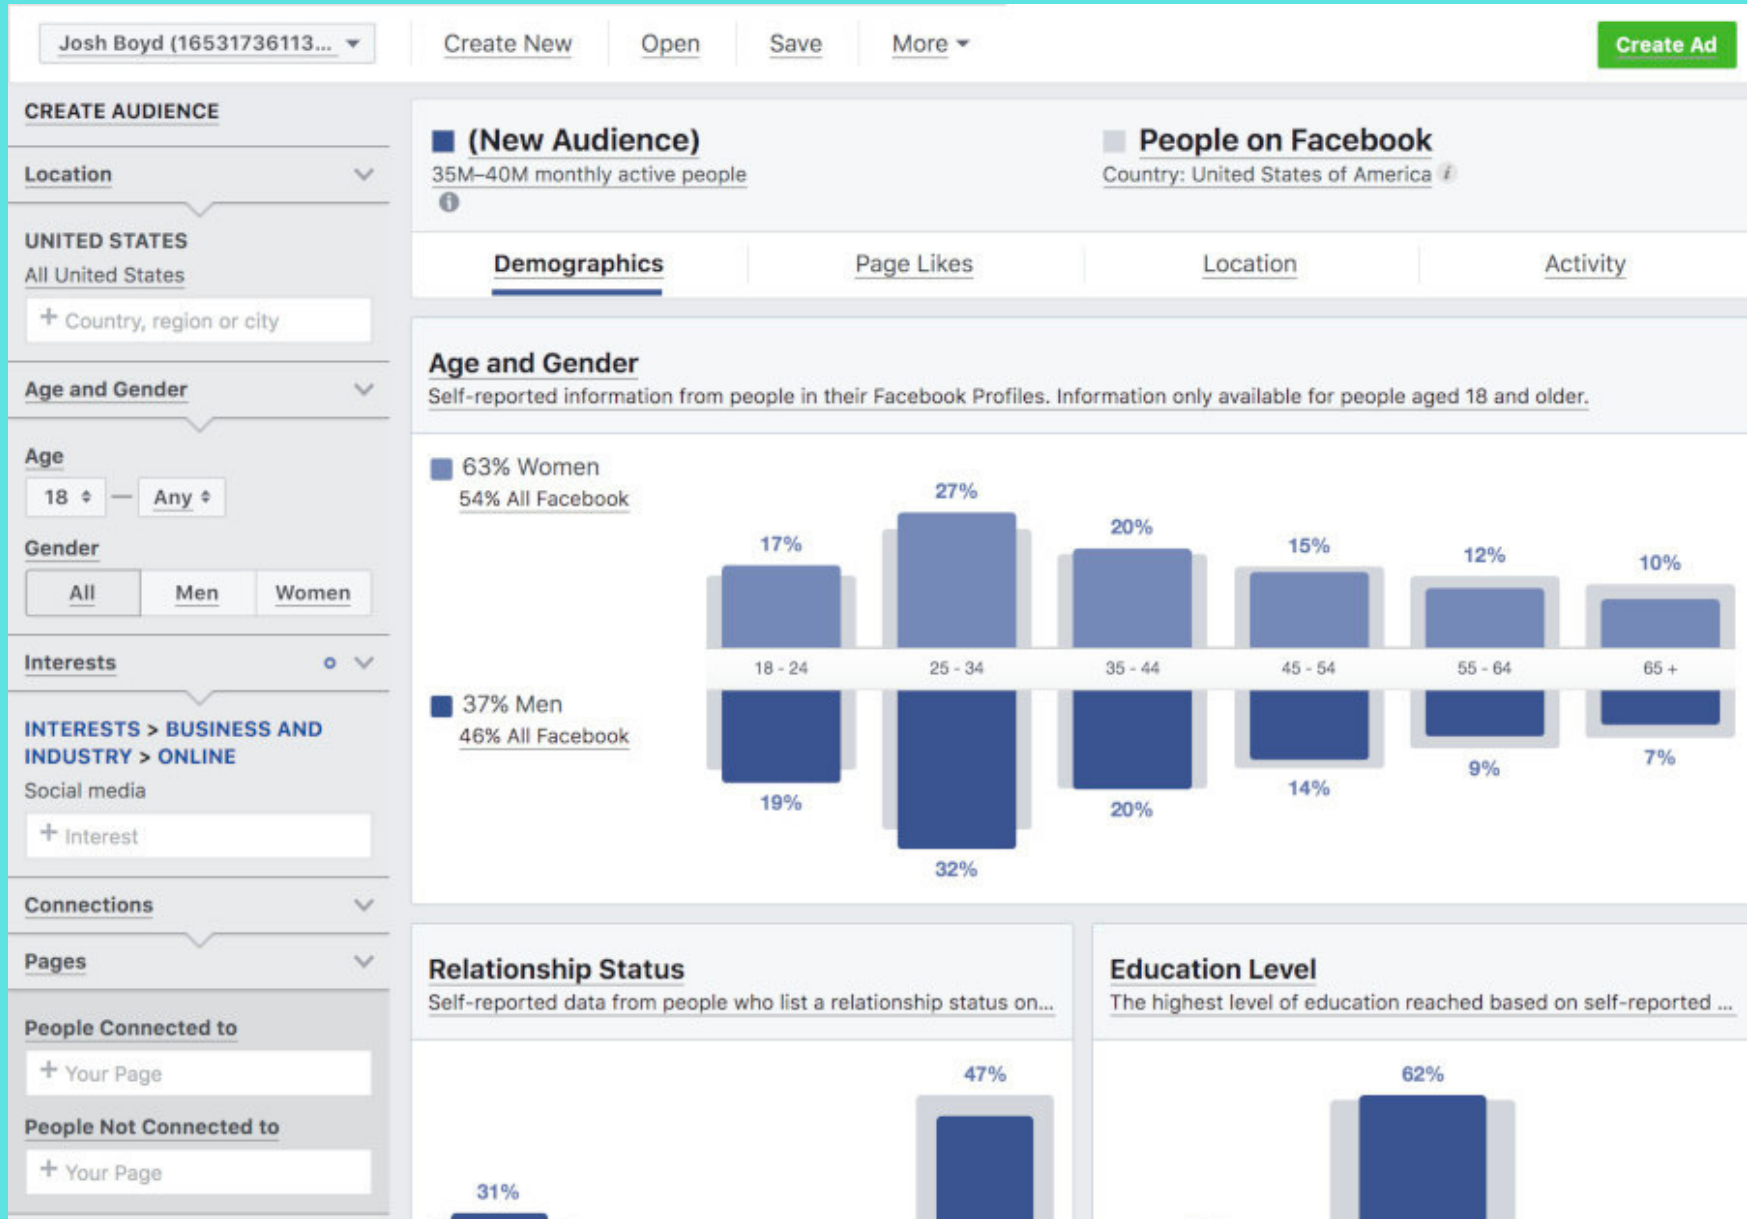 Josh Boyd (16531736113...
Create New
Open
Save
More
Create Ad
CREATE AUDIENCE
Location
UNITED STATES
All United States
+ Country, region or city
Age and Gender
Age
18 — Any
Gender
All Men Women
Interests
INTERESTS > BUSINESS AND
INDUSTRY > ONLINE
Social media
+ Interest
Connections
Pages
People Connected to
+ Your Page
People Not Connected to
+ Your Page
(New Audience)
35M–40M monthly active people
People on Facebook
Country: United States of America
Demographics
Page Likes
Location
Activity
Age and Gender
Self-reported information from people in their Facebook Profiles. Information only available for people aged 18 and older.
63% Women
54% All Facebook
17% 27% 20% 15% 12% 10%
18 - 24 25 - 34 35 - 44 45 - 54 55 - 64 65 +
37% Men
46% All Facebook
19% 32% 20% 14% 9% 7%
Relationship Status
Self-reported data from people who list a relationship status on...
31% 47%
Education Level
The highest level of education reached based on self-reported ...
62%